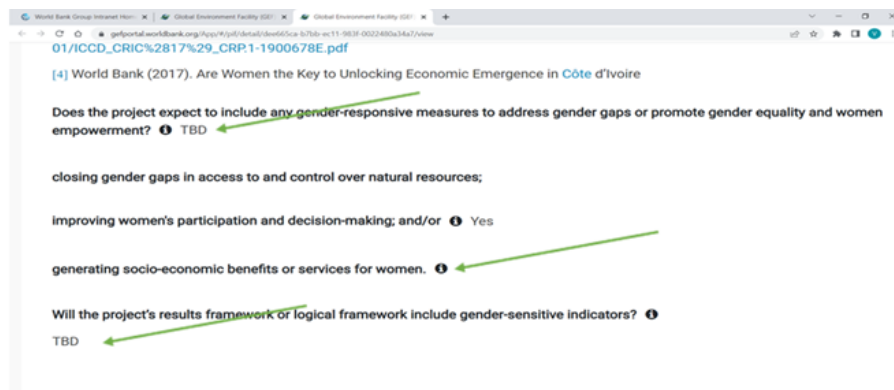 World Bank Group Intranet Hom
Global Environment Facility (GEF)
Global Environment Facility (GEF)
gefportal.worldbank.org/App/#/pif/detail/dee665ca-b7bb-ec11-983f-0022480a34a7/view
01/ICCD_CRIC%2817%29_CRP.1-1900678E.pdf
[4] World Bank (2017). Are Women the Key to Unlocking Economic Emergence in Côte d'Ivoire
Does the project expect to include any gender-responsive measures to address gender gaps or promote gender equality and women
empowerment? TBD
closing gender gaps in access to and control over natural resources;
improving women's participation and decision-making; and/or Yes
generating socio-economic benefits or services for women.
Will the project's results framework or logical framework include gender-sensitive indicators?
TBD